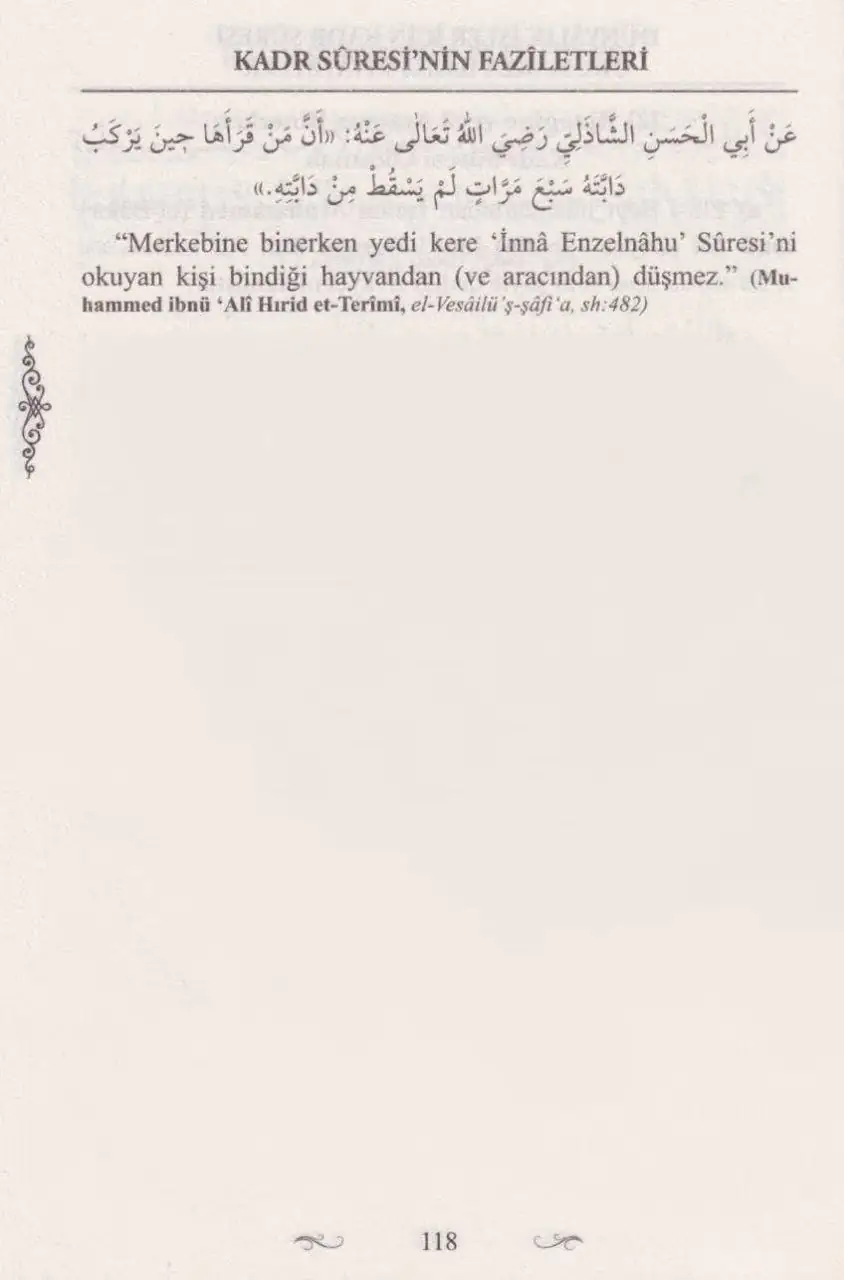 KADR SÛRESİ'NİN FAZÎLETLERİ
عَنْ أَبِي الْحَسَنِ الشَّاذَلِيِّ رَضِيَ اللهُ تَعَالٰى عَنْهُ: «أَنَّ مَنْ قَرَأَهَا حِينَ يَرْكَبُ
دَابَّتَهُ سَبْعَ مَرَّاتٍ لَمْ يَسْقُطْ مِنْ دَابَّتِهِ.»
“Merkebine binerken yedi kere ‘İnnâ Enzelnâhu’ Sûresi’ni
okuyan kişi bindiği hayvandan (ve aracından) düşmez.” (Mu-
hammed ibnü ‘Alî Hırid et-Terîmî, el-Vesâilü’ş-şâfi‘a, sh:482)
118